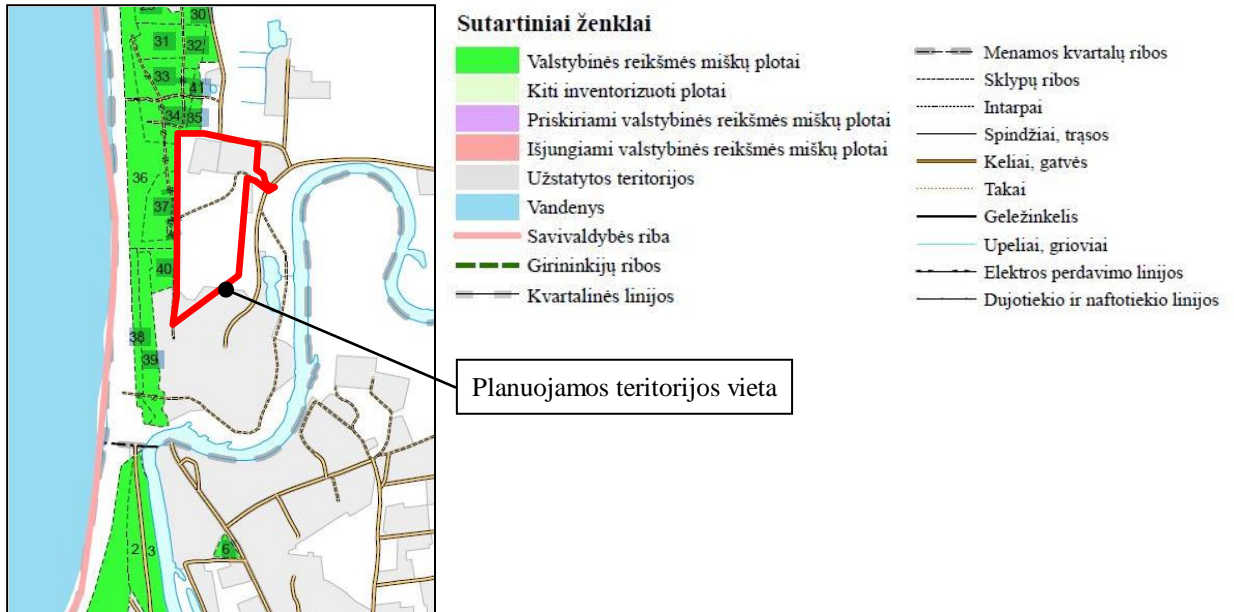 30
31
32
33
41
34
35
36
37
40
38
39
2
3
6
Sutartiniai ženklai
Valstybinės reikšmės miškų plotai
Kiti inventorizuoti plotai
Priskiriami valstybinės reikšmės miškų plotai
Išjungiami valstybinės reikšmės miškų plotai
Užstatytos teritorijos
Vandenys
Savivaldybės riba
Girininkijų ribos
Kvartalinės linijos
Menamos kvartalų ribos
Sklypų ribos
Intarpai
Spindžiai, trąsos
Keliai, gatvės
Takai
Geležinkelis
Upeliai, grioviai
Elektros perdavimo linijos
Dujotiekio ir naftotiekio linijos
Planuojamos teritorijos vieta